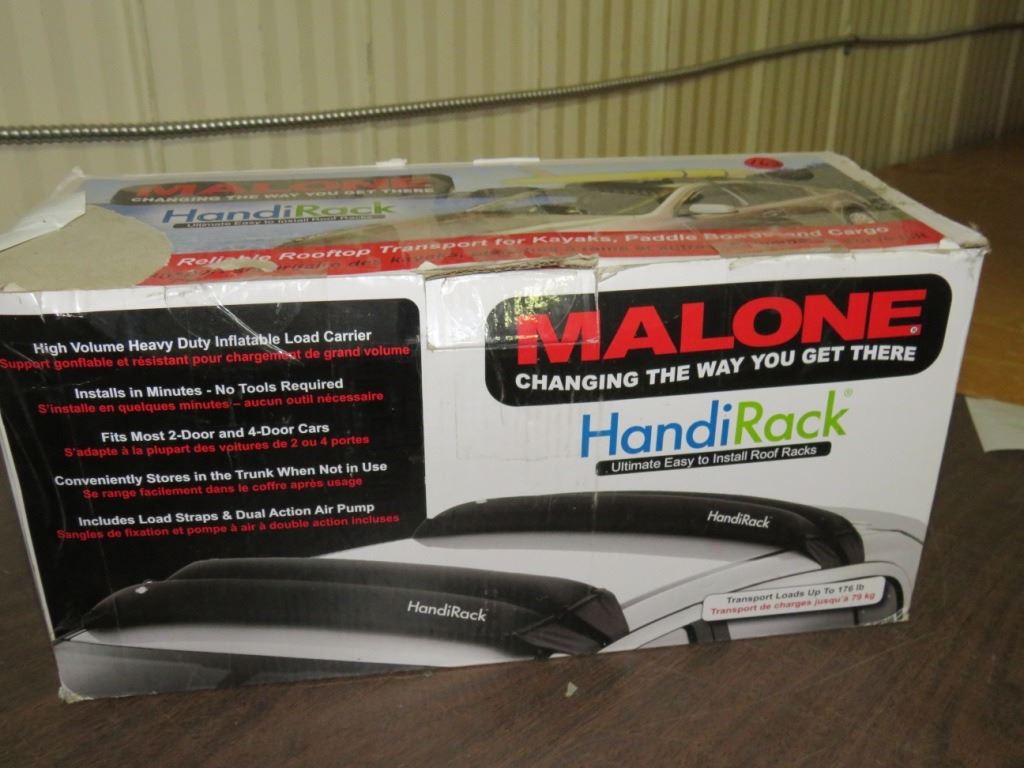 MALONE
CHANGING THE WAY YOU GET THERE
HandiRack
Ultimate Easy to Install Roof Racks
Reliable Rooftop Transport for Kayaks, Paddle Boards and Cargo
High Volume Heavy Duty Inflatable Load Carrier
Support gonflable et résistant pour chargement de grand volume
Installs in Minutes - No Tools Required
S'installe en quelques minutes – aucun outil nécessaire
Fits Most 2-Door and 4-Door Cars
S'adapte à la plupart des voitures de 2 ou 4 portes
Conveniently Stores in the Trunk When Not in Use
Se range facilement dans le coffre après usage
Includes Load Straps & Dual Action Air Pump
Sangles de fixation et pompe à air à double action incluses
MALONE®
CHANGING THE WAY YOU GET THERE
HandiRack®
Ultimate Easy to Install Roof Racks
HandiRack
HandiRack
Transport Loads Up To 176 lb
Transport de charges jusqu'à 79 kg